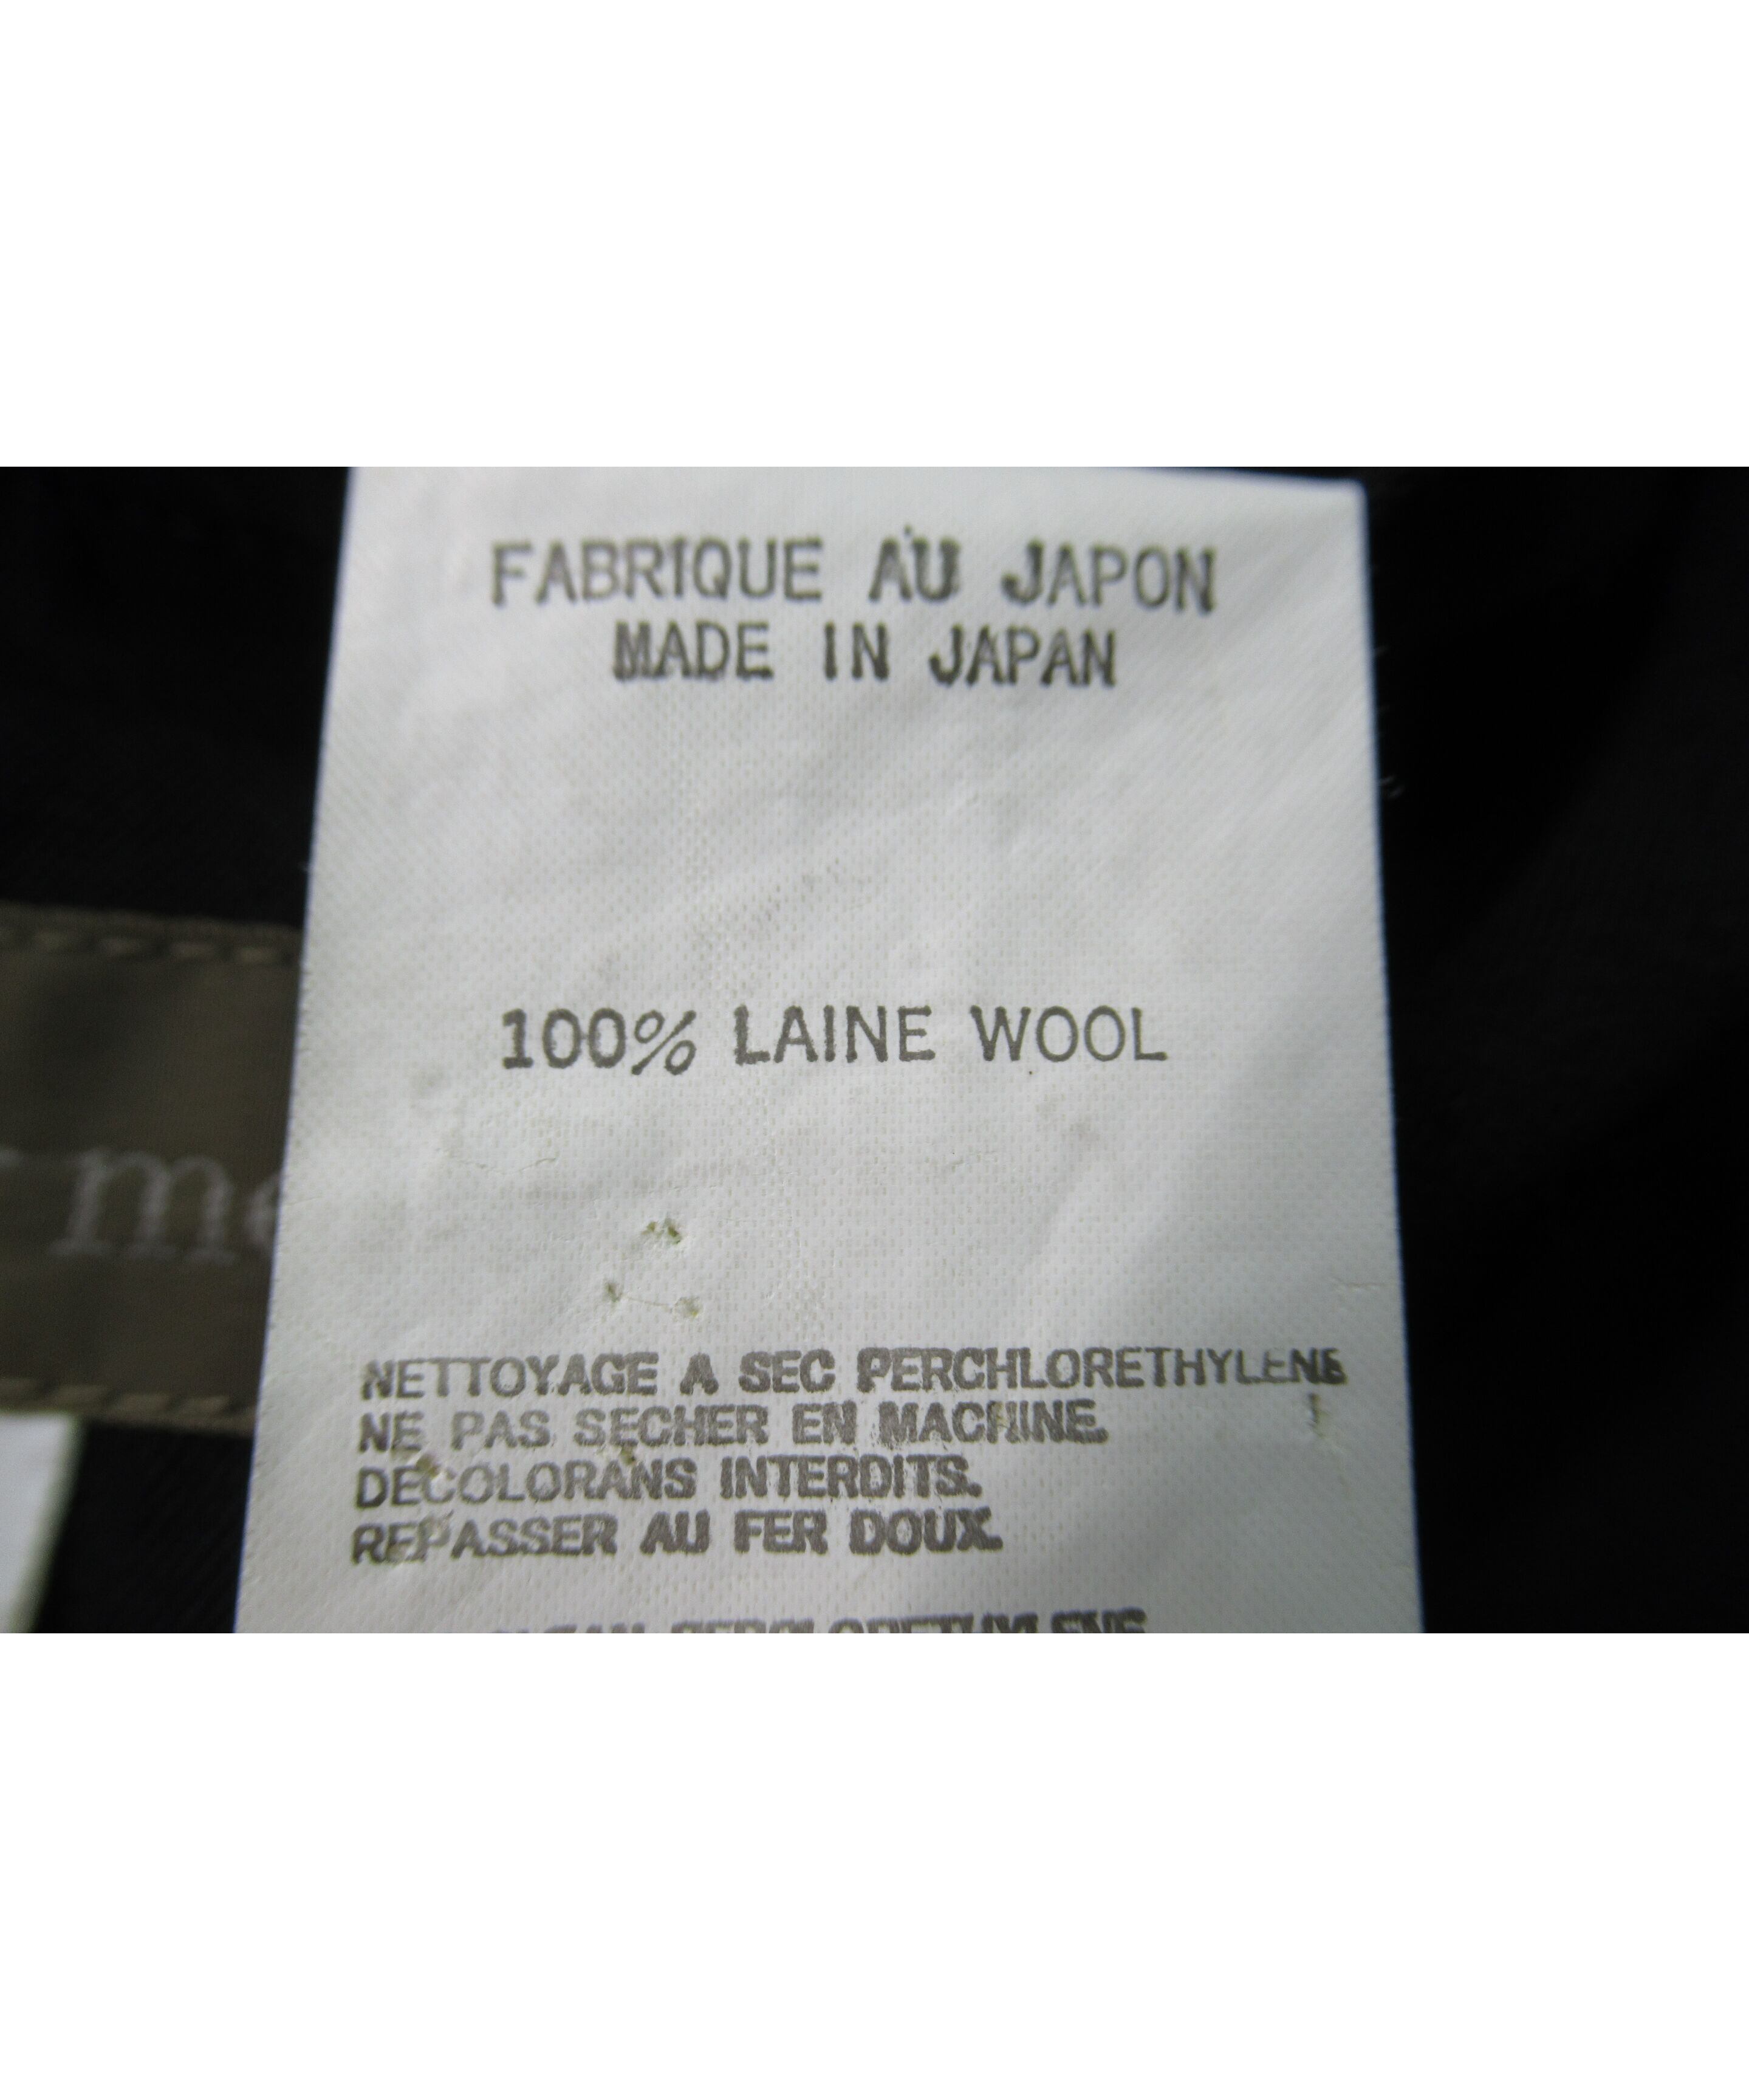 FABRIQUE AU JAPON
MADE IN JAPAN
100% LAINE WOOL
NETTOYAGE A SEC PERCHLORETHYLENE
NE PAS SECHER EN MACHINE.
DECOLORANS INTERDITS.
REPASSER AU FER DOUX.